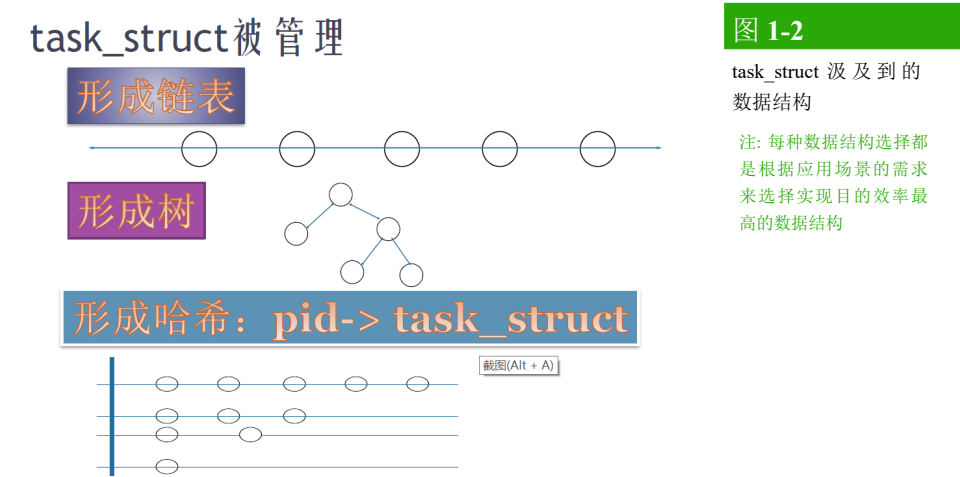 task_struct被管理
形成链表
形成树
形成哈希：pid-> task_struct
截图(Alt + A)
图 1-2
task_struct 汲及到的
数据结构
注: 每种数据结构选择都
是根据应用场景的需求
来选择实现目的效率最
高的数据结构